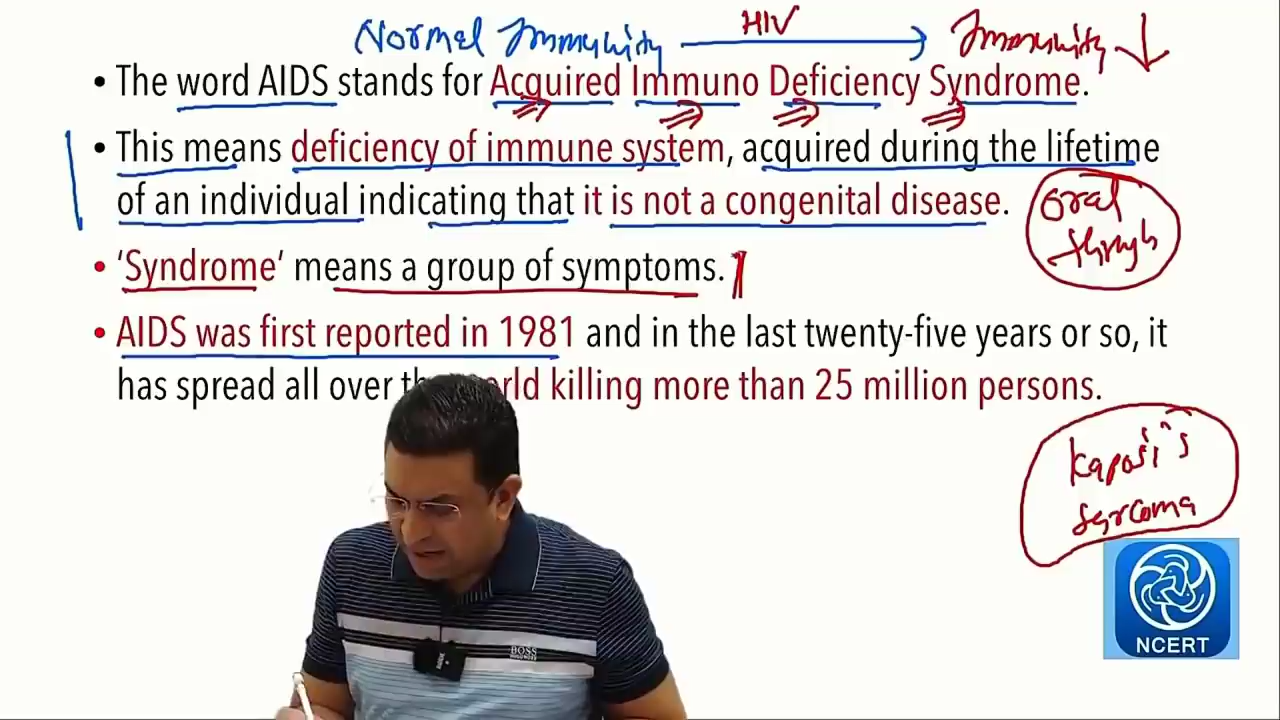 Normal Immunity HIV Immunity
• The word AIDS stands for Acquired Immuno Deficiency Syndrome.
• This means deficiency of immune system, acquired during the lifetime
of an individual indicating that it is not a congenital disease.
oral
• ‘Syndrome‘ means a group of symptoms.
• AIDS was first reported in 1981 and in the last twenty-five years or so, it
has spread all over the world killing more than 25 million persons.
Kaposi's
sarcoma
BOSS
NCERT